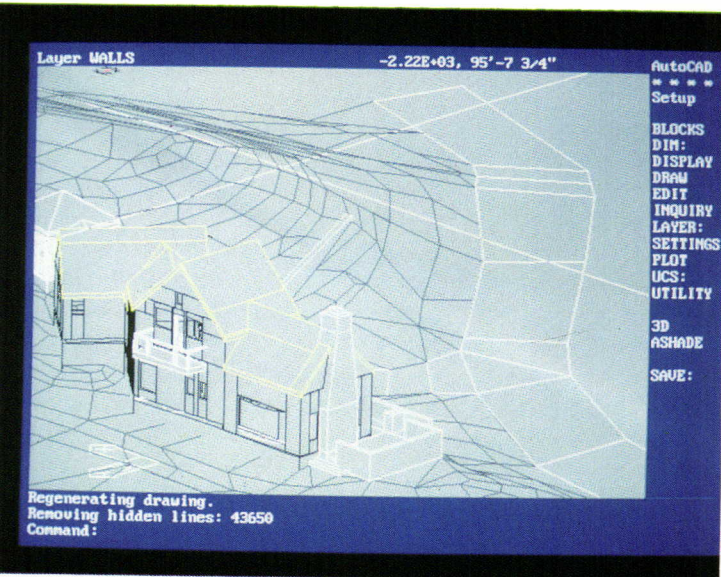 Layer WALLS
-2.22E+03, 95'-7 3/4"
AutoCAD
* * * *
Setup
BLOCKS
DIM:
DISPLAY
DRAW
EDIT
INQUIRY
LAYER:
SETTINGS
PLOT
UCS:
UTILITY
3D
ASHADE
SAVE:
Regenerating drawing.
Removing hidden lines: 43650
Command: